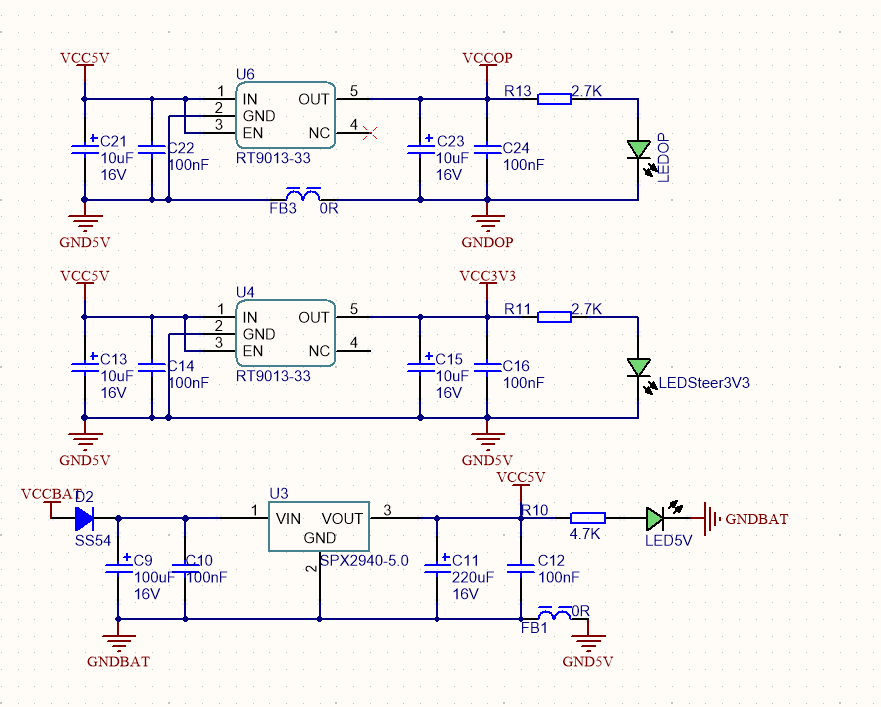 VCC5V
VCCOP
U6
1 IN OUT 5
2 GND
3 EN NC 4
RT9013-33
R13 2.7K
C21
10uF
16V
C22
100nF
C23
10uF
16V
C24
100nF
LEDOP
FB3 0R
GND5V
GNDOP
VCC5V
VCC3V3
U4
1 IN OUT 5
2 GND
3 EN NC 4
RT9013-33
R11 2.7K
C13
10uF
16V
C14
100nF
C15
10uF
16V
C16
100nF
LEDSteer3V3
GND5V
GND5V
VCCBAT
D2
SS54
U3
1 VIN VOUT 3
GND
2
SPX2940-5.0
VCC5V
R10
4.7K
LED5V
GNDBAT
C9
100uF
16V
C10
100nF
C11
220uF
16V
C12
100nF
FB1 0R
GNDBAT
GND5V